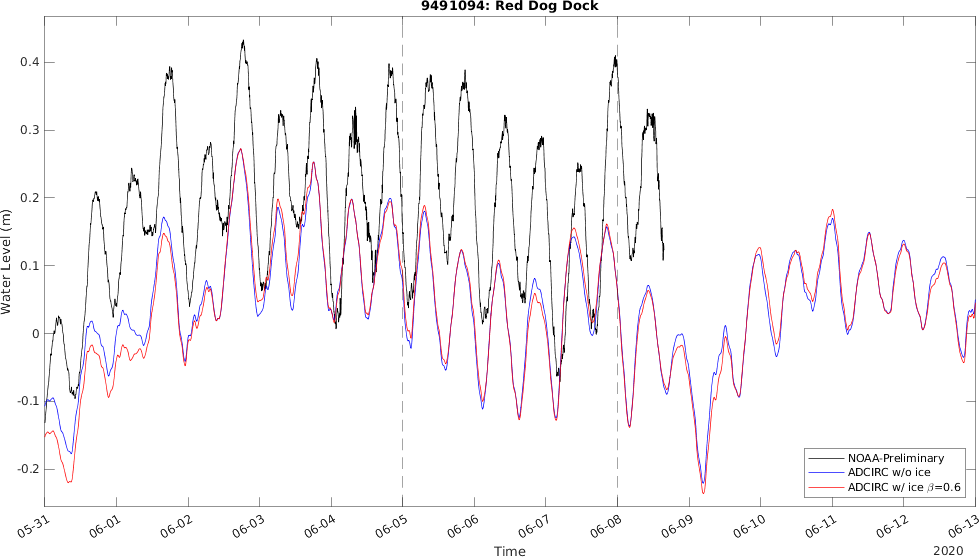 9491094: Red Dog Dock
Water Level (m)
0.4
0.3
0.2
0.1
0
-0.1
-0.2
NOAA-Preliminary
ADCIRC w/o ice
ADCIRC w/ ice β=0.6
05-31 06-01 06-02 06-03 06-04 06-05 06-06 06-07 06-08 06-09 06-10 06-11 06-12 06-13
Time
2020